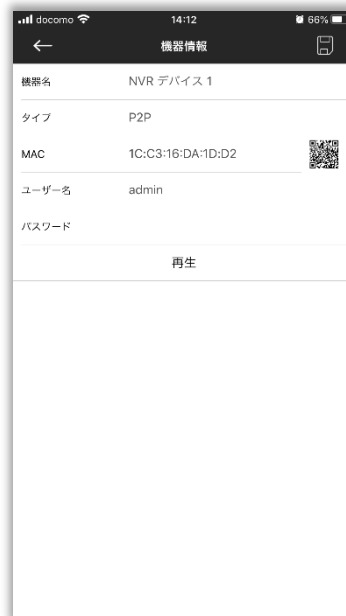 docomo 14:12 66%
機器情報
機器名 NVR デバイス 1
タイプ P2P
MAC 1C:C3:16:DA:1D:D2
ユーザー名 admin
パスワード
再生